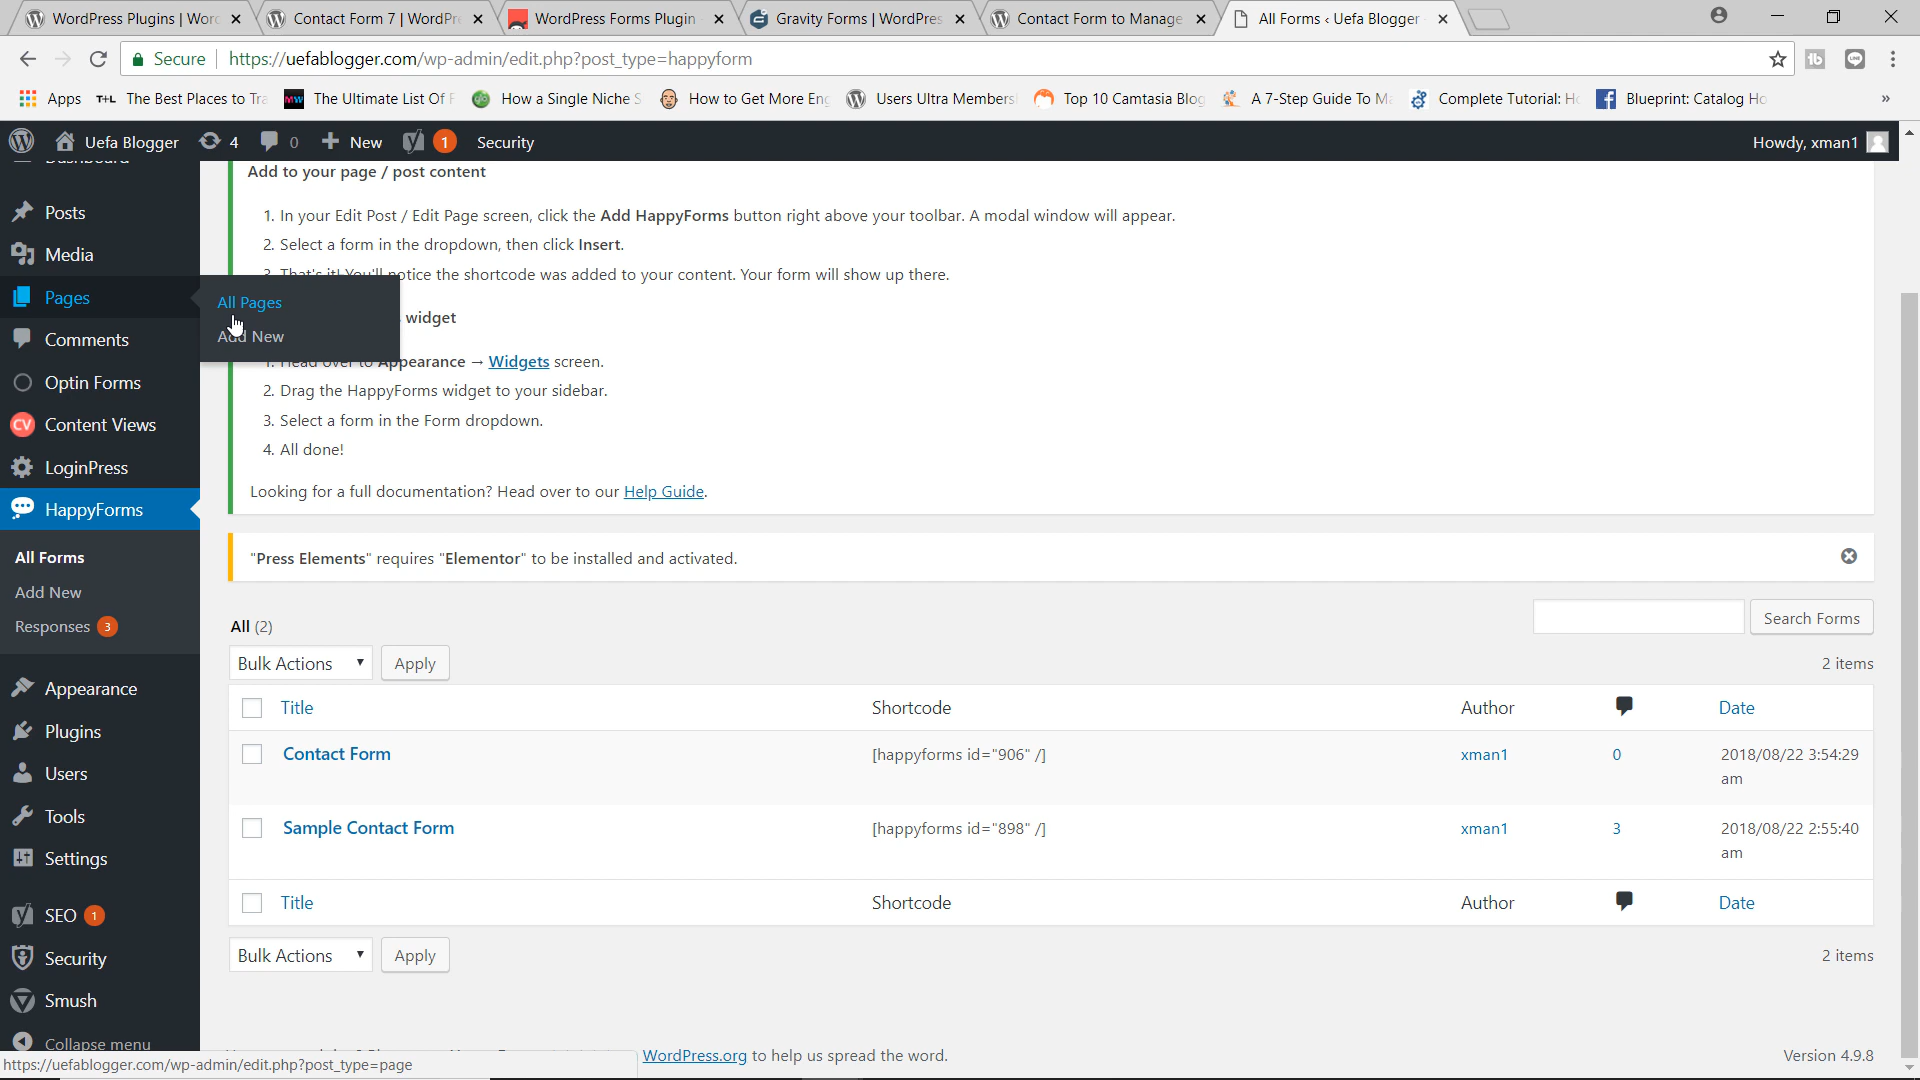 WordPress Plugins | Wor
Contact Form 7 | WordPr
WordPress Forms Plugin
Gravity Forms | WordPres
Contact Form to Manage
All Forms ‹ Uefa Blogger
Secure
https://uefablogger.com/wp-admin/edit.php?post_type=happyform
Apps
The Best Places to Tra
The Ultimate List Of F
How a Single Niche S
How to Get More Eng
Users Ultra Members
Top 10 Camtasia Blog
A 7-Step Guide To M
Complete Tutorial: H
Blueprint: Catalog Ho
»
Uefa Blogger
4
0
New
1
Security
Howdy, xman1
Posts
Media
Pages
Comments
Optin Forms
Content Views
LoginPress
HappyForms
All Forms
Add New
Responses 3
Appearance
Plugins
Users
Tools
Settings
SEO 1
Security
Smush
Collapse menu
All Pages
Add New
Add to your page / post content
1. In your Edit Post / Edit Page screen, click the Add HappyForms button right above your toolbar. A modal window will appear.
2. Select a form in the dropdown, then click Insert.
3. That's it! You'll notice the shortcode was added to your content. Your form will show up there.
widget
1. Head over to Appearance → Widgets screen.
2. Drag the HappyForms widget to your sidebar.
3. Select a form in the Form dropdown.
4. All done!
Looking for a full documentation? Head over to our Help Guide.
"Press Elements" requires "Elementor" to be installed and activated.
All (2)
Search Forms
Bulk Actions
Apply
2 items
Title
Shortcode
Author
Date
Contact Form
[happyforms id="906" /]
xman1
0
2018/08/22 3:54:29
am
Sample Contact Form
[happyforms id="898" /]
xman1
3
2018/08/22 2:55:40
am
Title
Shortcode
Author
Date
Bulk Actions
Apply
2 items
WordPress.org to help us spread the word.
Version 4.9.8
https://uefablogger.com/wp-admin/edit.php?post_type=page